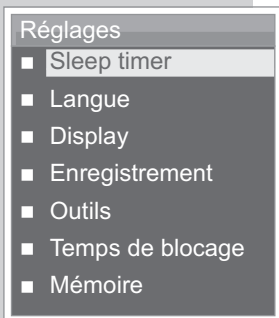 Réglages
Sleep timer
Langue
Display
Enregistrement
Outils
Temps de blocage
Mémoire